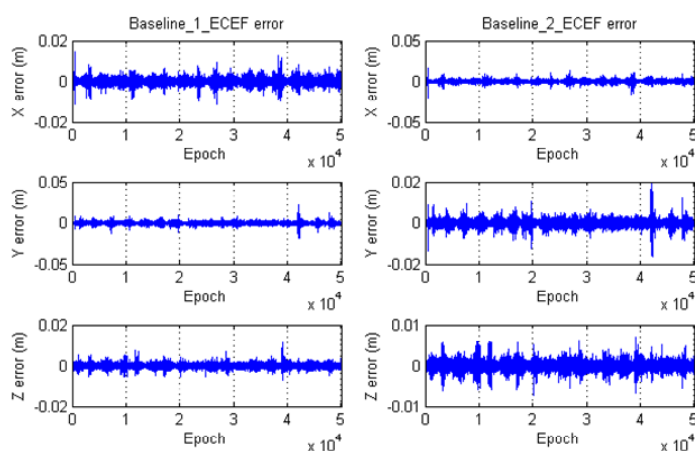 Baseline_1_ECEF error
Baseline_2_ECEF error
X error (m)
0.02
0
-0.02
0 1 2 3 4 5
Epoch
x 10^4
X error (m)
0.05
0
-0.05
0 1 2 3 4 5
Epoch
x 10^4
Y error (m)
0.05
0
-0.05
0 1 2 3 4 5
Epoch
x 10^4
Y error (m)
0.02
0
-0.02
0 1 2 3 4 5
Epoch
x 10^4
Z error (m)
0.02
0
-0.02
0 1 2 3 4 5
Epoch
x 10^4
Z error (m)
0.01
0
-0.01
0 1 2 3 4 5
Epoch
x 10^4